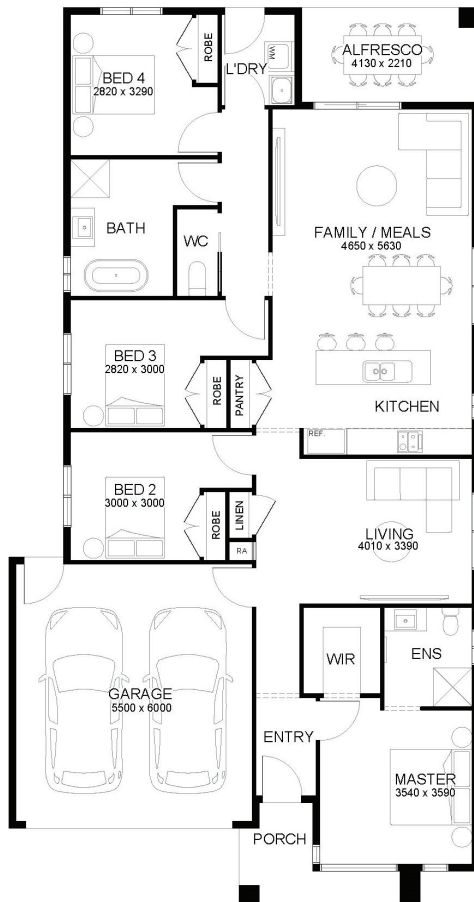 BED 4
2820 x 3290
ROBE
L'DRY
WM
ALFRESCO
4130 x 2210
BATH
WC
FAMILY / MEALS
4650 x 5630
BED 3
2820 x 3000
ROBE
PANTRY
KITCHEN
REF.
BED 2
3000 x 3000
ROBE
LINEN
RA
LIVING
4010 x 3390
WIR
ENS
GARAGE
5500 x 6000
ENTRY
MASTER
3540 x 3590
PORCH